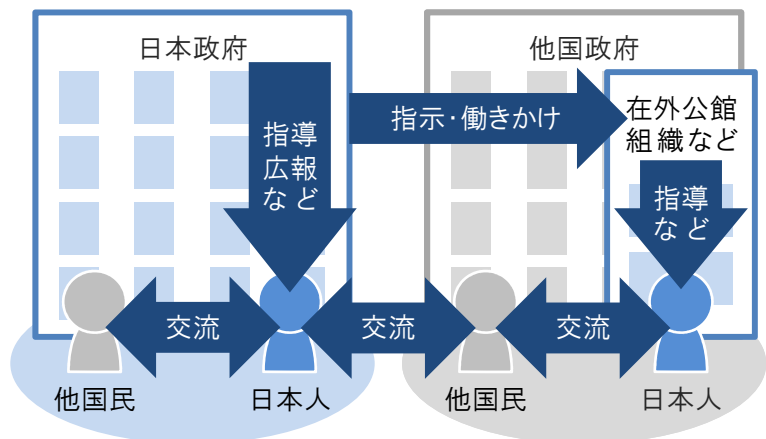 日本政府
他国政府
指示・働きかけ
在外公館
組織など
指導
広報
など
指導
など
交流
交流
交流
他国民
日本人
他国民
日本人